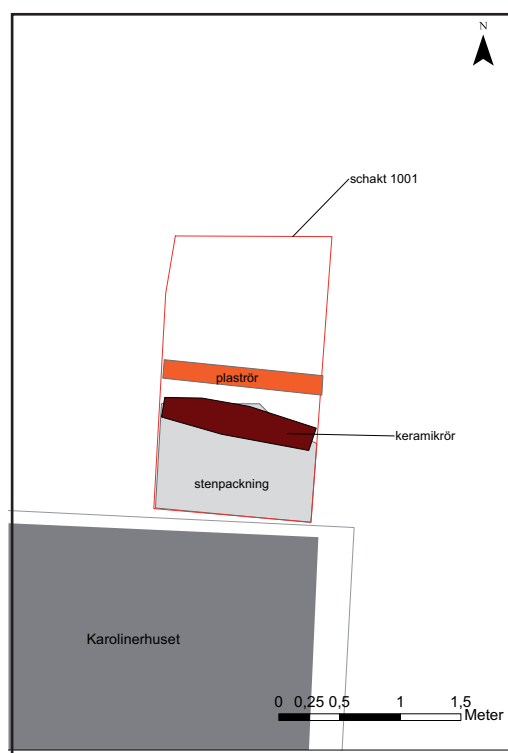 N
schakt 1001
plaströr
keramikrör
stenpackning
Karolinerhuset
0 0,25 0,5 1 1,5
Meter